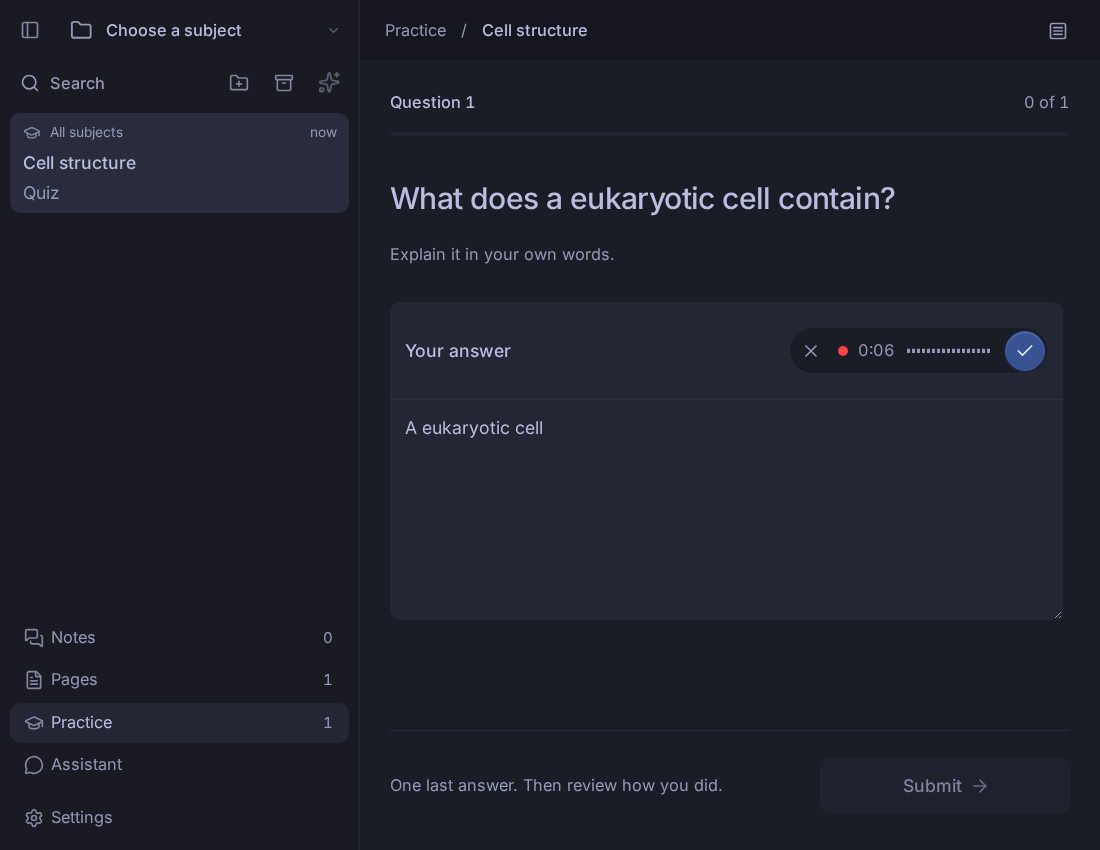 Choose a subject
Search
All subjects now
Cell structure
Quiz
Notes 0
Pages 1
Practice 1
Assistant
Settings
Practice / Cell structure
Question 1 0 of 1
What does a eukaryotic cell contain?
Explain it in your own words.
Your answer 0:06
A eukaryotic cell
One last answer. Then review how you did.
Submit